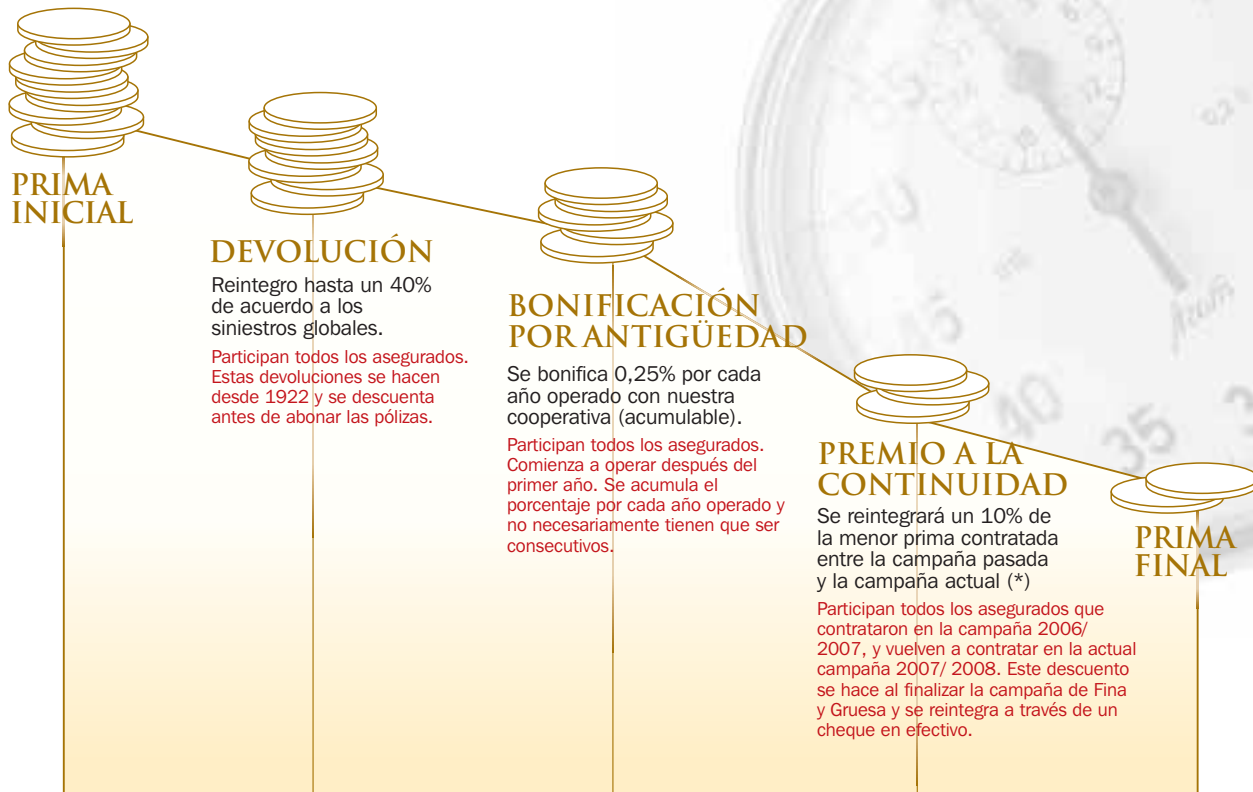 PRIMA
INICIAL
DEVOLUCIÓN
Reintegro hasta un 40%
de acuerdo a los
siniestros globales.
Participan todos los asegurados.
Estas devoluciones se hacen
desde 1922 y se descuenta
antes de abonar las pólizas.
BONIFICACIÓN
POR ANTIGÜEDAD
Se bonifica 0,25% por cada
año operado con nuestra
cooperativa (acumulable).
Participan todos los asegurados.
Comienza a operar después del
primer año. Se acumula el
porcentaje por cada año operado y
no necesariamente tienen que ser
consecutivos.
PREMIO A LA
CONTINUIDAD
Se reintegrará un 10% de
la menor prima contratada
entre la campaña pasada
y la campaña actual (*)
Participan todos los asegurados que
contrataron en la campaña 2006/
2007, y vuelven a contratar en la actual
campaña 2007/ 2008. Este descuento
se hace al finalizar la campaña de Fina
y Gruesa y se reintegra a través de un
cheque en efectivo.
PRIMA
FINAL
55
50
45
40
35